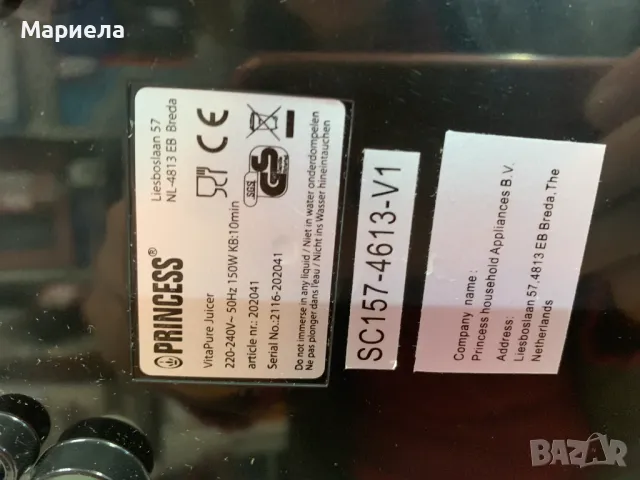 Мариела
PRINCESS®
Liesboslaan 57
NL-4813 EB Breda
VitaPure Juicer
220-240V~ 50Hz 150W KB:10min
article nr.: 202041
Serial No.:2116-202041
CE
SGS
GS
Do not immerse in any liquid / Niet in water onderdompelen
Ne pas plonger dans l'eau / Nicht ins Wasser hineintauchen
SC157-4613-V1
Company name :
Princess household Appliances B.V.
Address:
Liesboslaan 57,4813 EB Breda,The
Netherlands
BAZAR